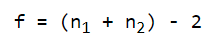 f = (n₁ + n₂) - 2